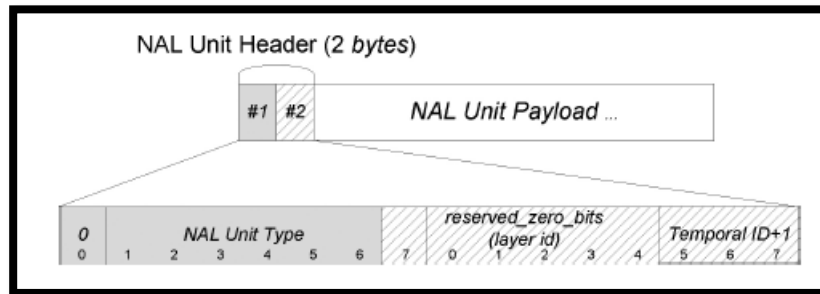 NAL Unit Header (2 bytes)
#1 #2 NAL Unit Payload ...
0 NAL Unit Type reserved_zero_bits
(layer id) Temporal ID+1
0 1 2 3 4 5 6 7 0 1 2 3 4 5 6 7